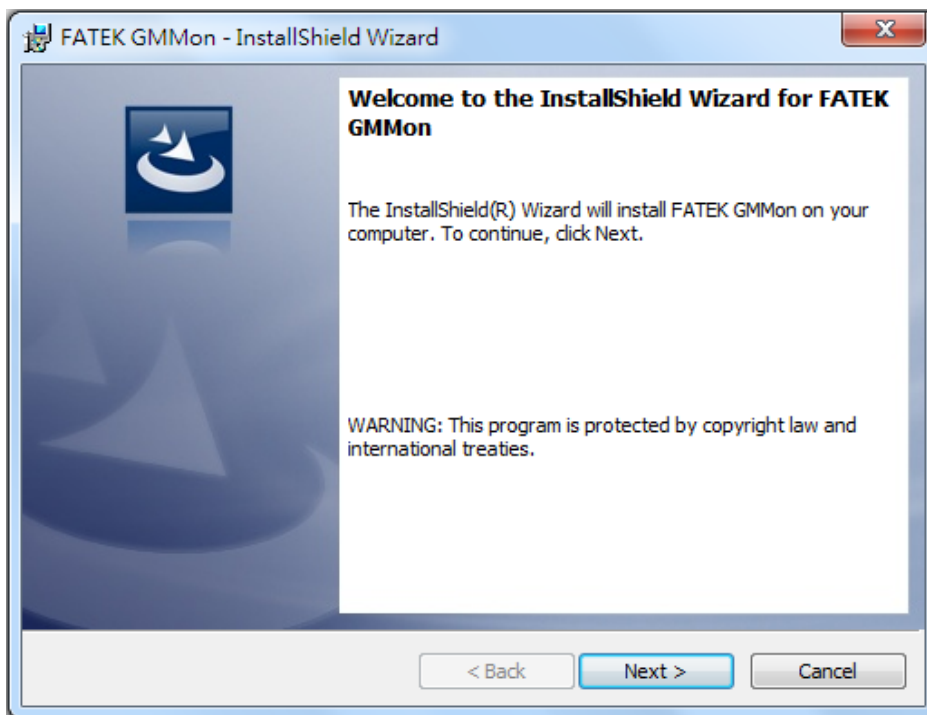 FATEK GMMon - InstallShield Wizard
Welcome to the InstallShield Wizard for FATEK
GMMon
The InstallShield(R) Wizard will install FATEK GMMon on your
computer. To continue, click Next.
WARNING: This program is protected by copyright law and
international treaties.
< Back Next > Cancel